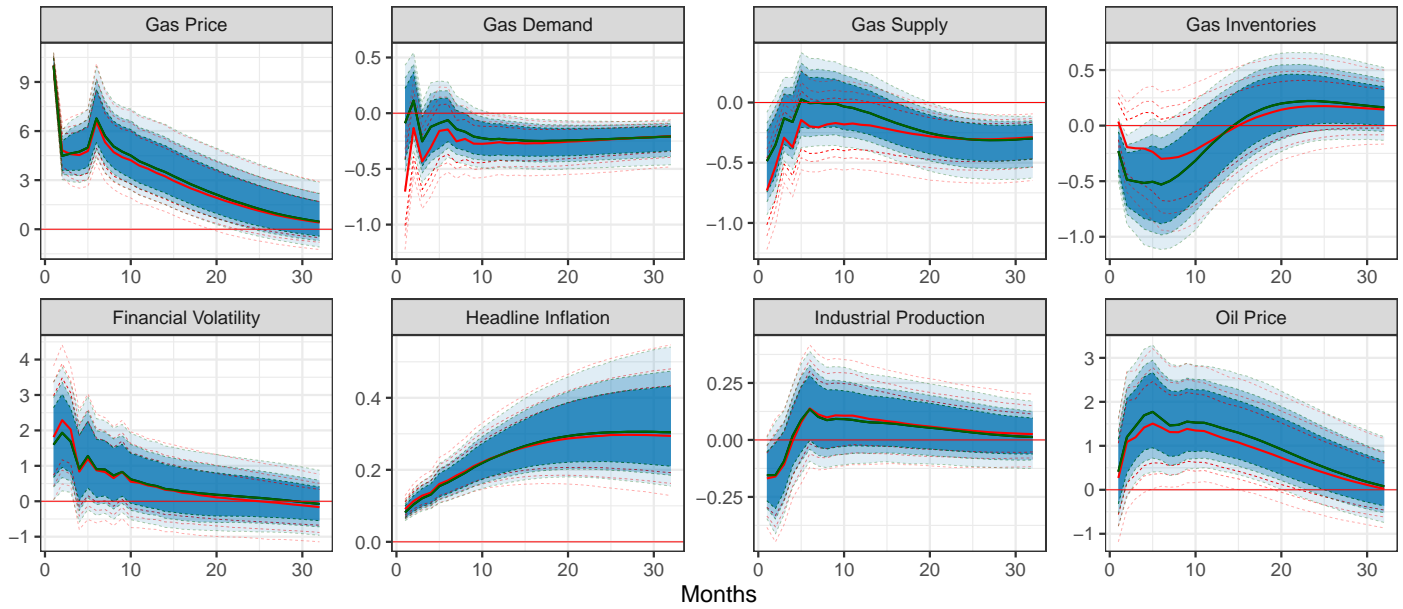 Gas Price Gas Demand Gas Supply Gas Inventories
9 0.5 0.5
6 0.0 0.0 0.0
3 −0.5 −0.5 −0.5
0 −1.0 −1.0 −1.0
0 10 20 30 0 10 20 30 0 10 20 30 0 10 20 30
Financial Volatility Headline Inflation Industrial Production Oil Price
4 3
3 0.4 0.25 2
2 0.00 1
1 0.2 0
0 −0.25
−1 0.0 −1
0 10 20 30 0 10 20 30 0 10 20 30 0 10 20 30
Months